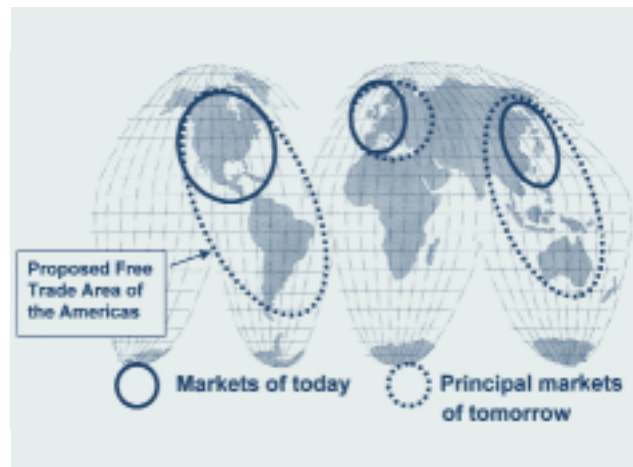 Proposed Free
Trade Area of
the Americas
Markets of today
Principal markets
of tomorrow